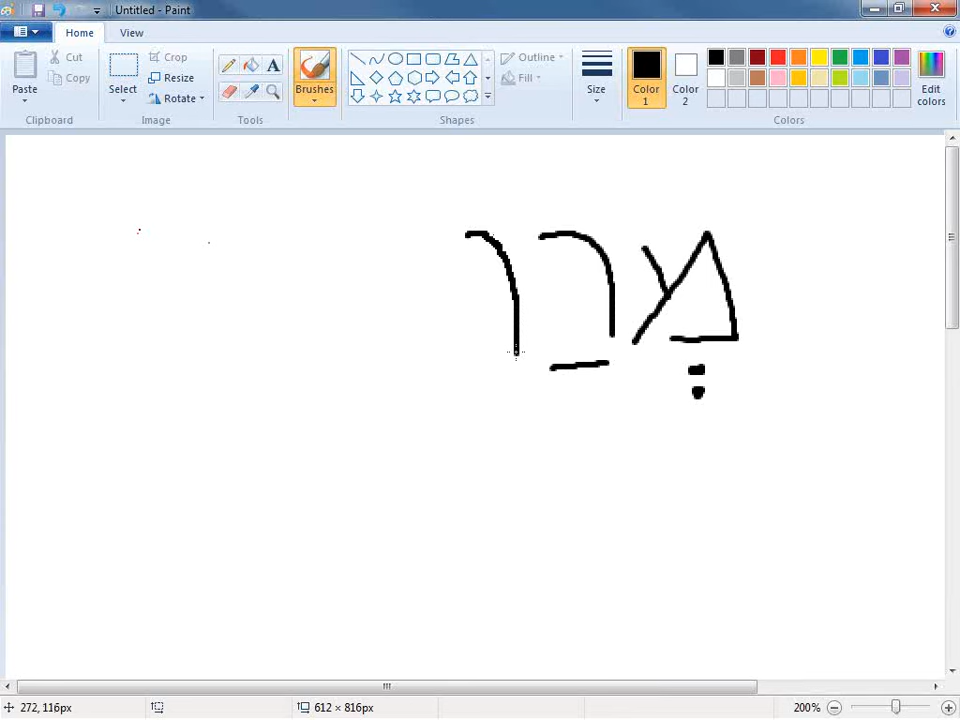 Untitled - Paint
Home
View
Paste
Cut
Copy
Clipboard
Select
Crop
Resize
Rotate
Image
Tools
Brushes
Shapes
Outline
Fill
Size
Color 1
Color 2
Colors
Edit colors
מְרַו
272, 116px
612 × 816px
200%